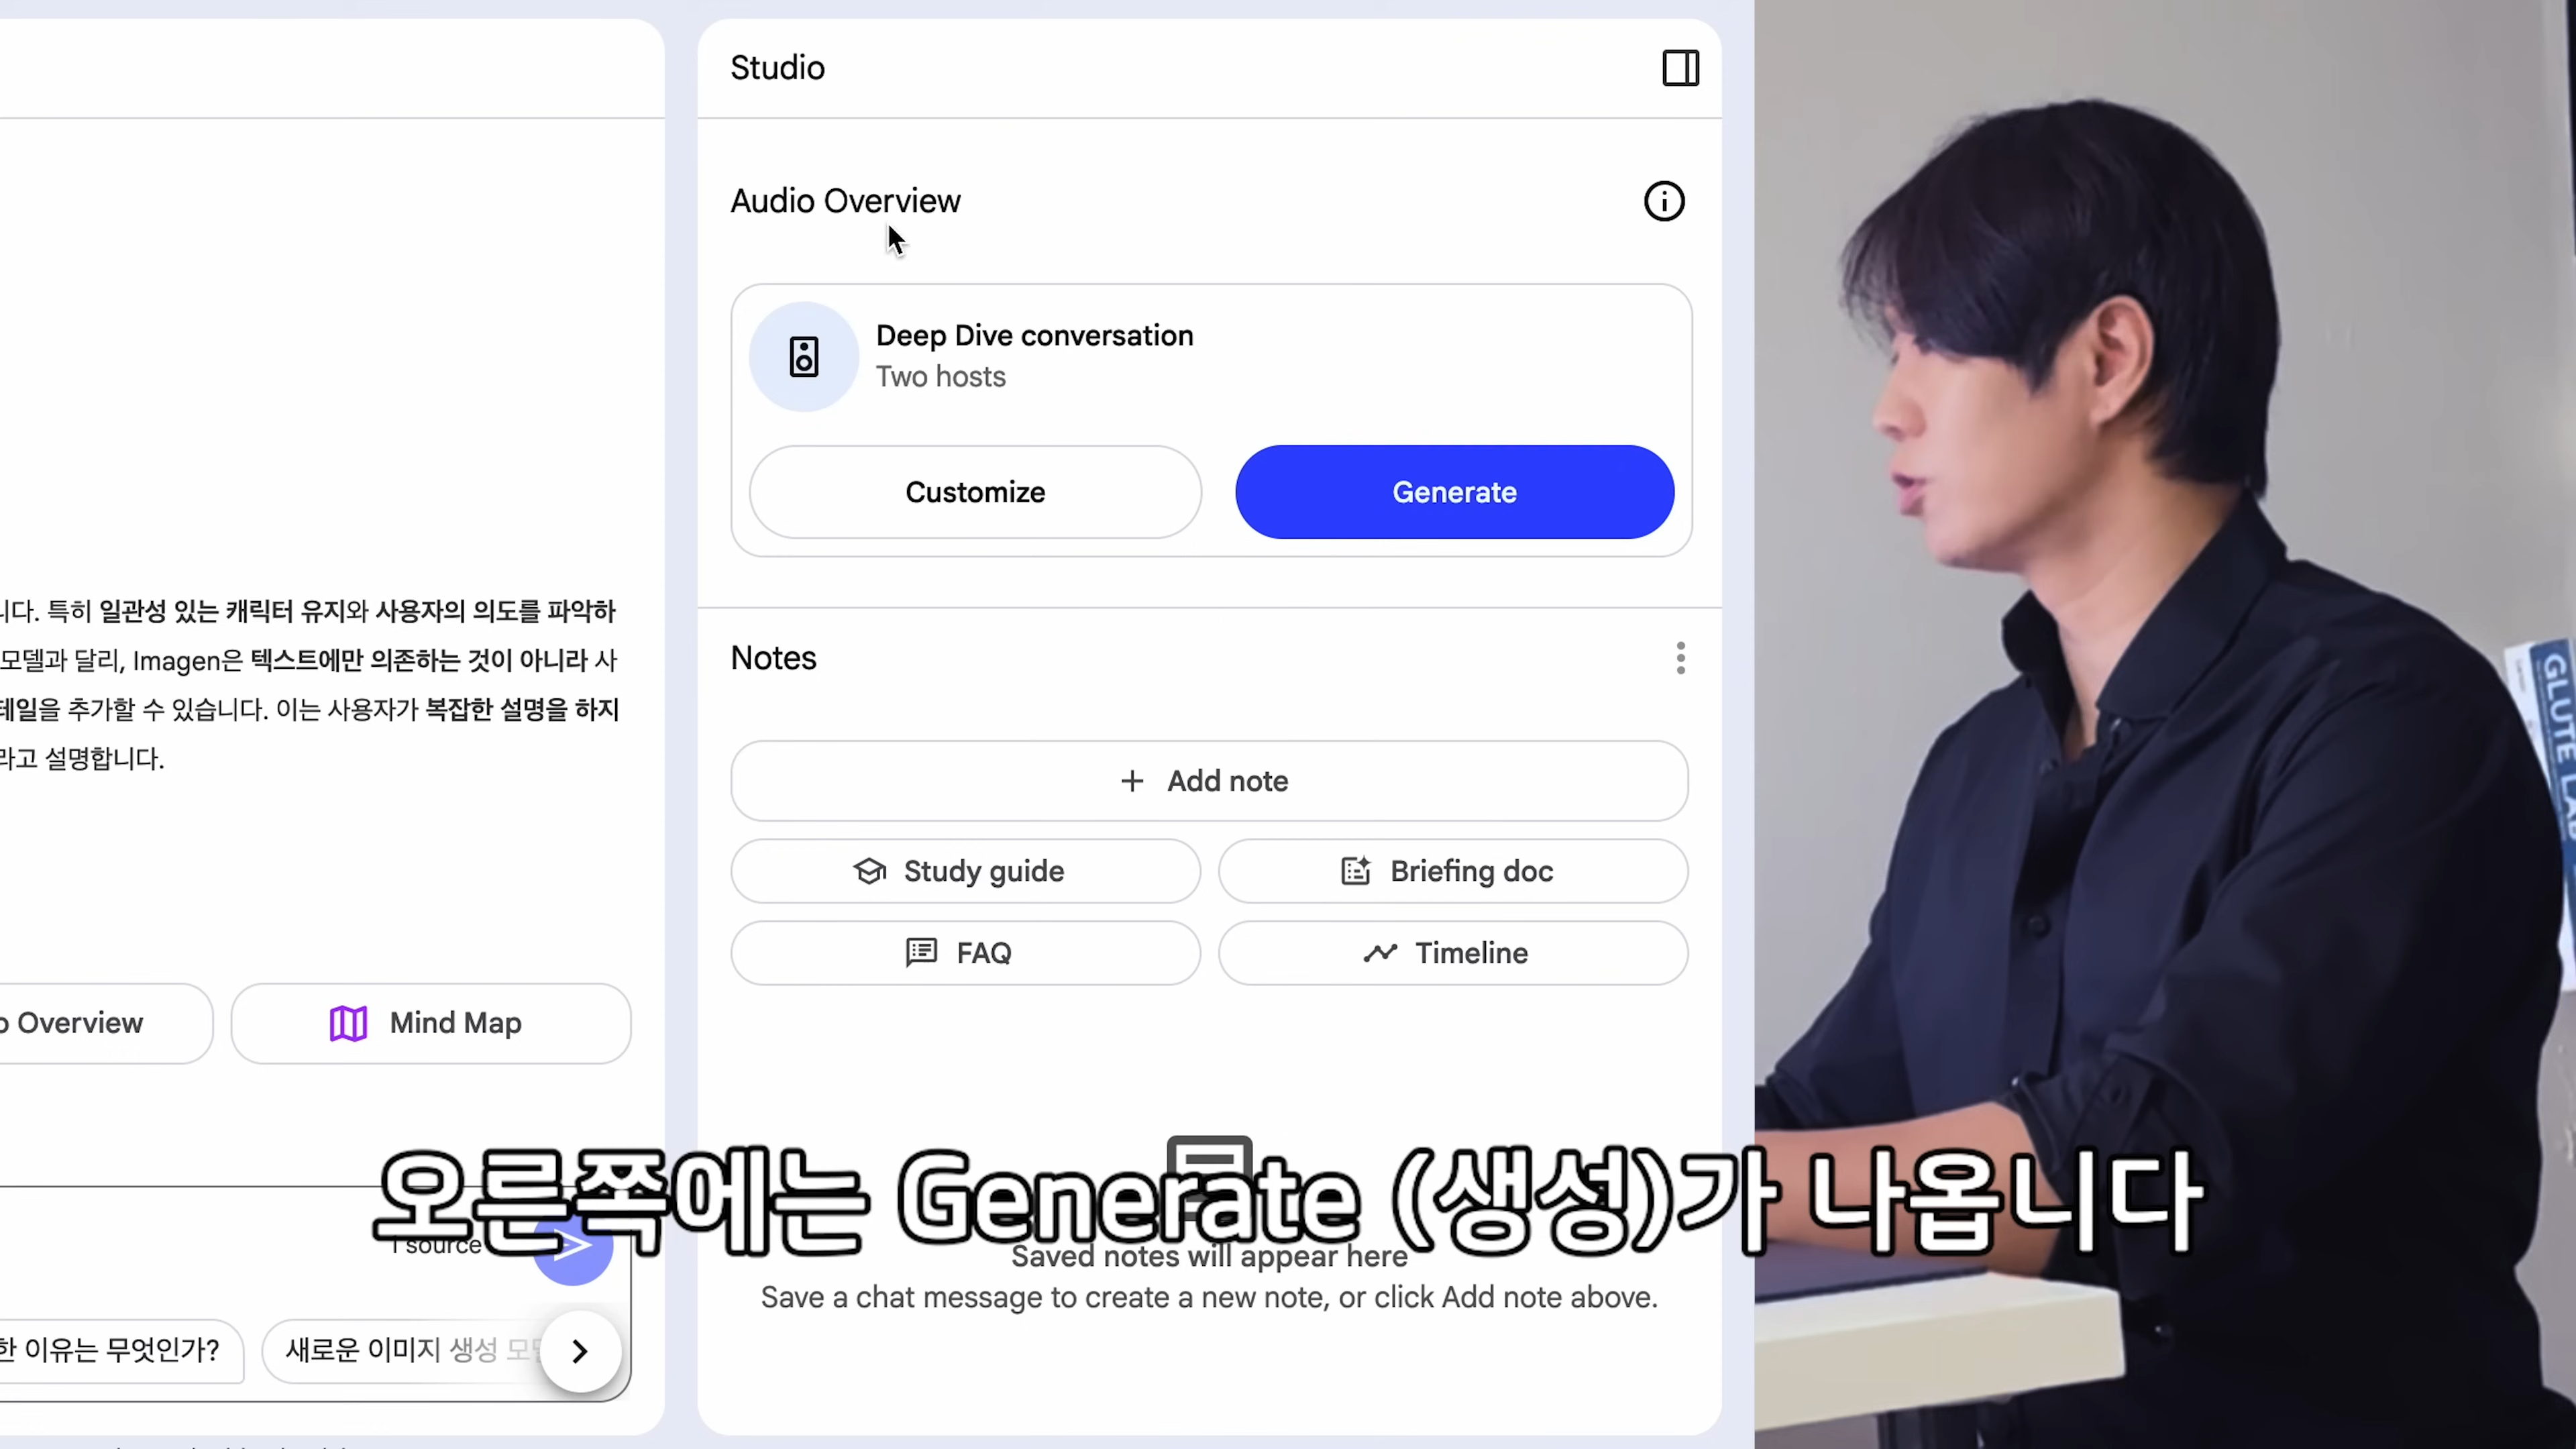 Studio
Audio Overview
Deep Dive conversation
Two hosts
Customize
Generate
니다. 특히 일관성 있는 캐릭터 유지와 사용자의 의도를 파악하
모델과 달리, Imagen은 텍스트에만 의존하는 것이 아니라 사
테일을 추가할 수 있습니다. 이는 사용자가 복잡한 설명을 하지
라고 설명합니다.
Notes
Add note
Study guide
Briefing doc
FAQ
Timeline
o Overview
Mind Map
오른쪽에는 Generate (생성)가 나옵니다
1 source
Saved notes will appear here
Save a chat message to create a new note, or click Add note above.
한 이유는 무엇인가?
새로운 이미지 생성 모
GLUTE LAB